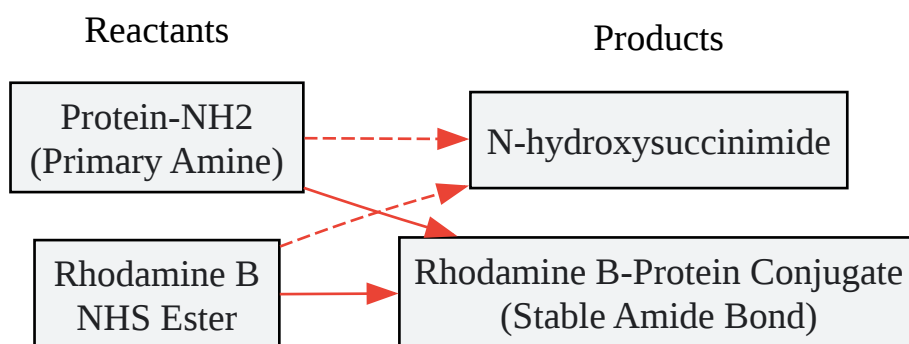 Reactants
Products
Protein-NH2
(Primary Amine)
N-hydroxysuccinimide
Rhodamine B
NHS Ester
Rhodamine B-Protein Conjugate
(Stable Amide Bond)